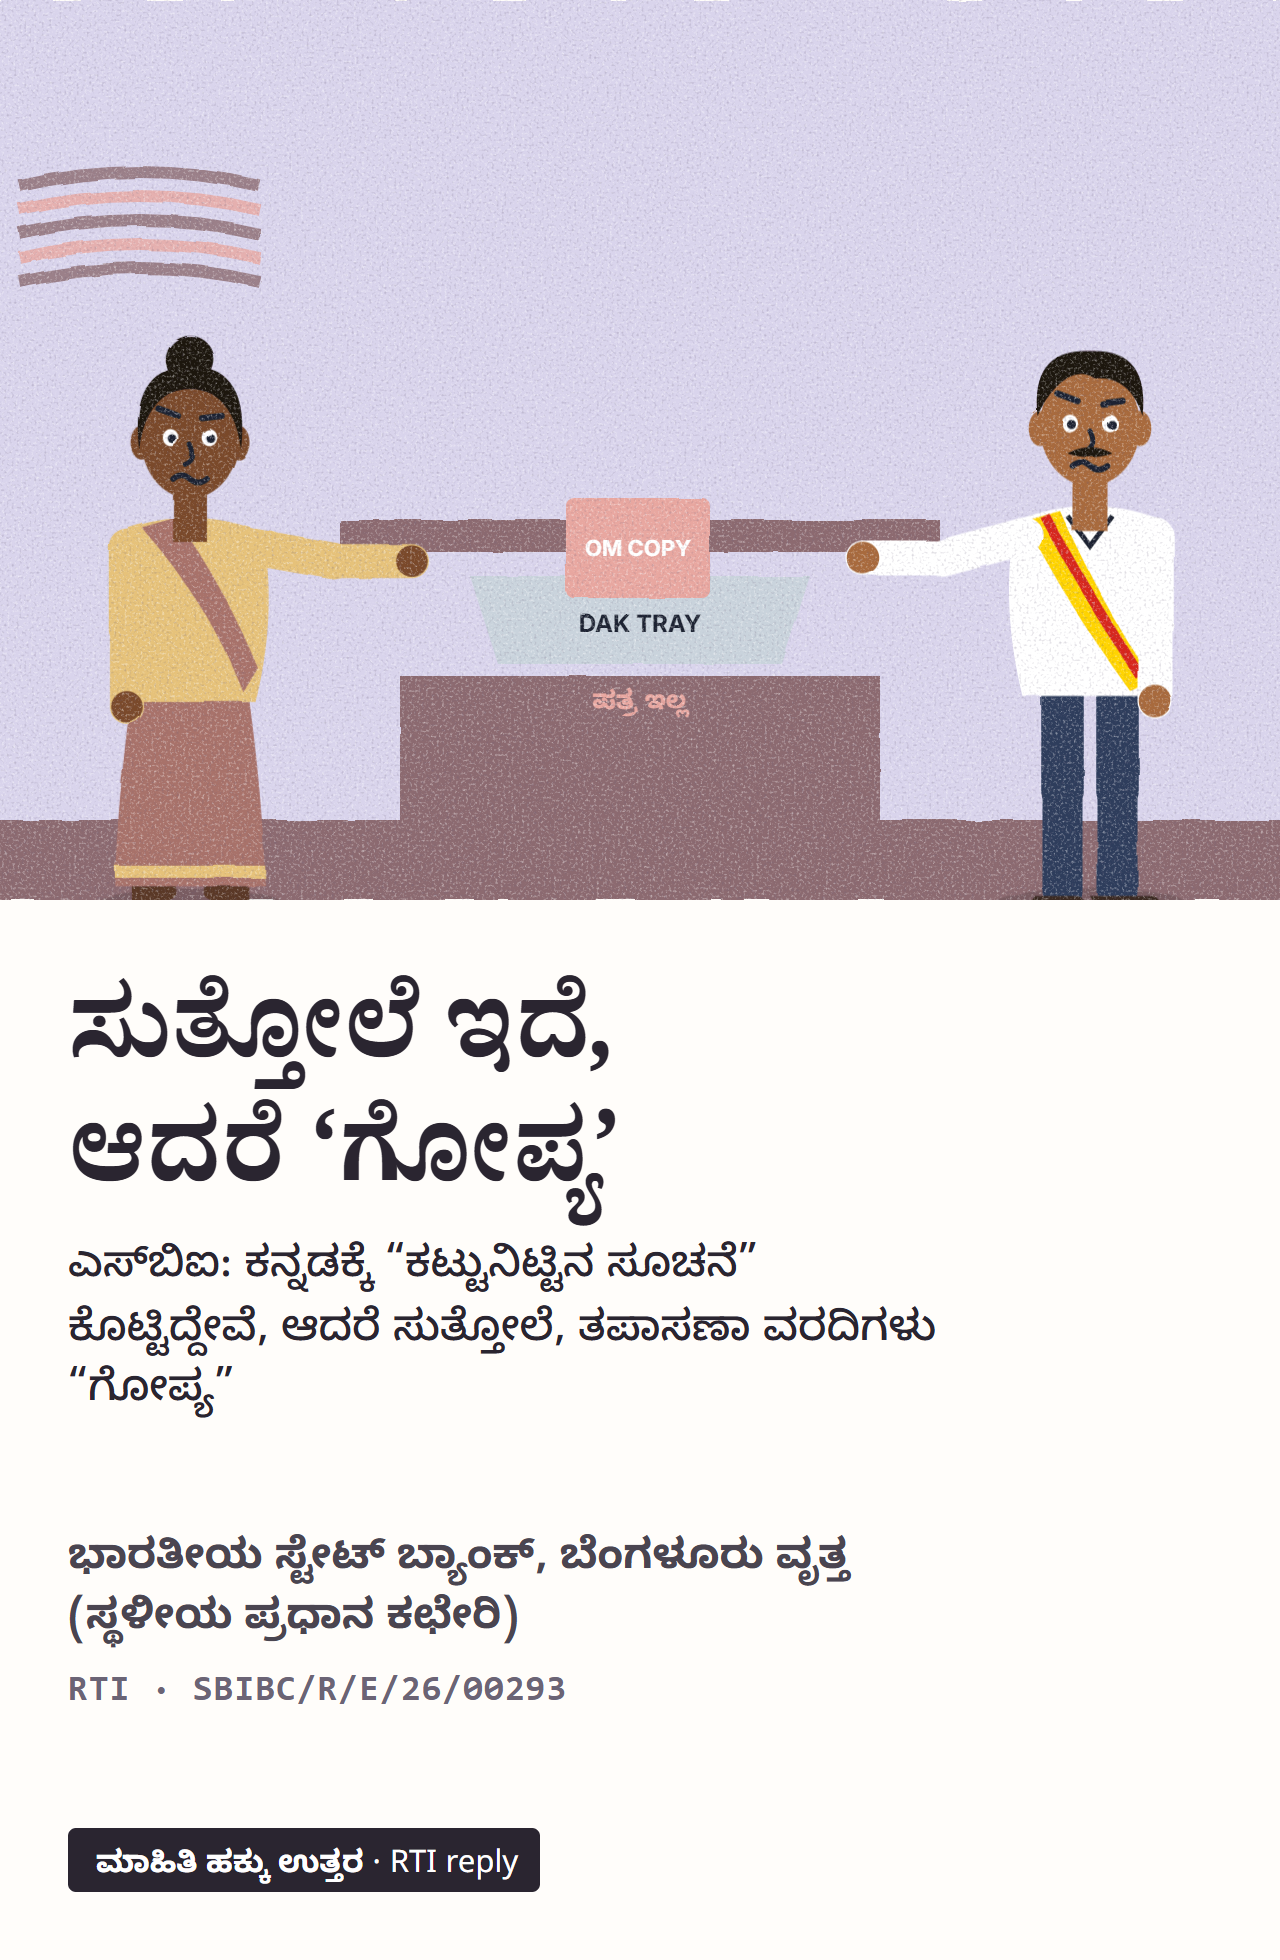 OM COPY
DAK TRAY
ಪತ್ರ ಇಲ್ಲ
ಸುತ್ತೋಲೆ ಇದೆ,
ಆದರೆ ‘ಗೋಪ್ಯ’
ಎಸ್‌ಬಿಐ: ಕನ್ನಡಕ್ಕೆ “ಕಟ್ಟುನಿಟ್ಟಿನ ಸೂಚನೆ”
ಕೊಟ್ಟಿದ್ದೇವೆ, ಆದರೆ ಸುತ್ತೋಲೆ, ತಪಾಸಣಾ ವರದಿಗಳು
“ಗೋಪ್ಯ”
ಭಾರತೀಯ ಸ್ಟೇಟ್ ಬ್ಯಾಂಕ್, ಬೆಂಗಳೂರು ವೃತ್ತ
(ಸ್ಥಳೀಯ ಪ್ರಧಾನ ಕಛೇರಿ)
RTI · SBIBC/R/E/26/00293
ಮಾಹಿತಿ ಹಕ್ಕು ಉತ್ತರ · RTI reply